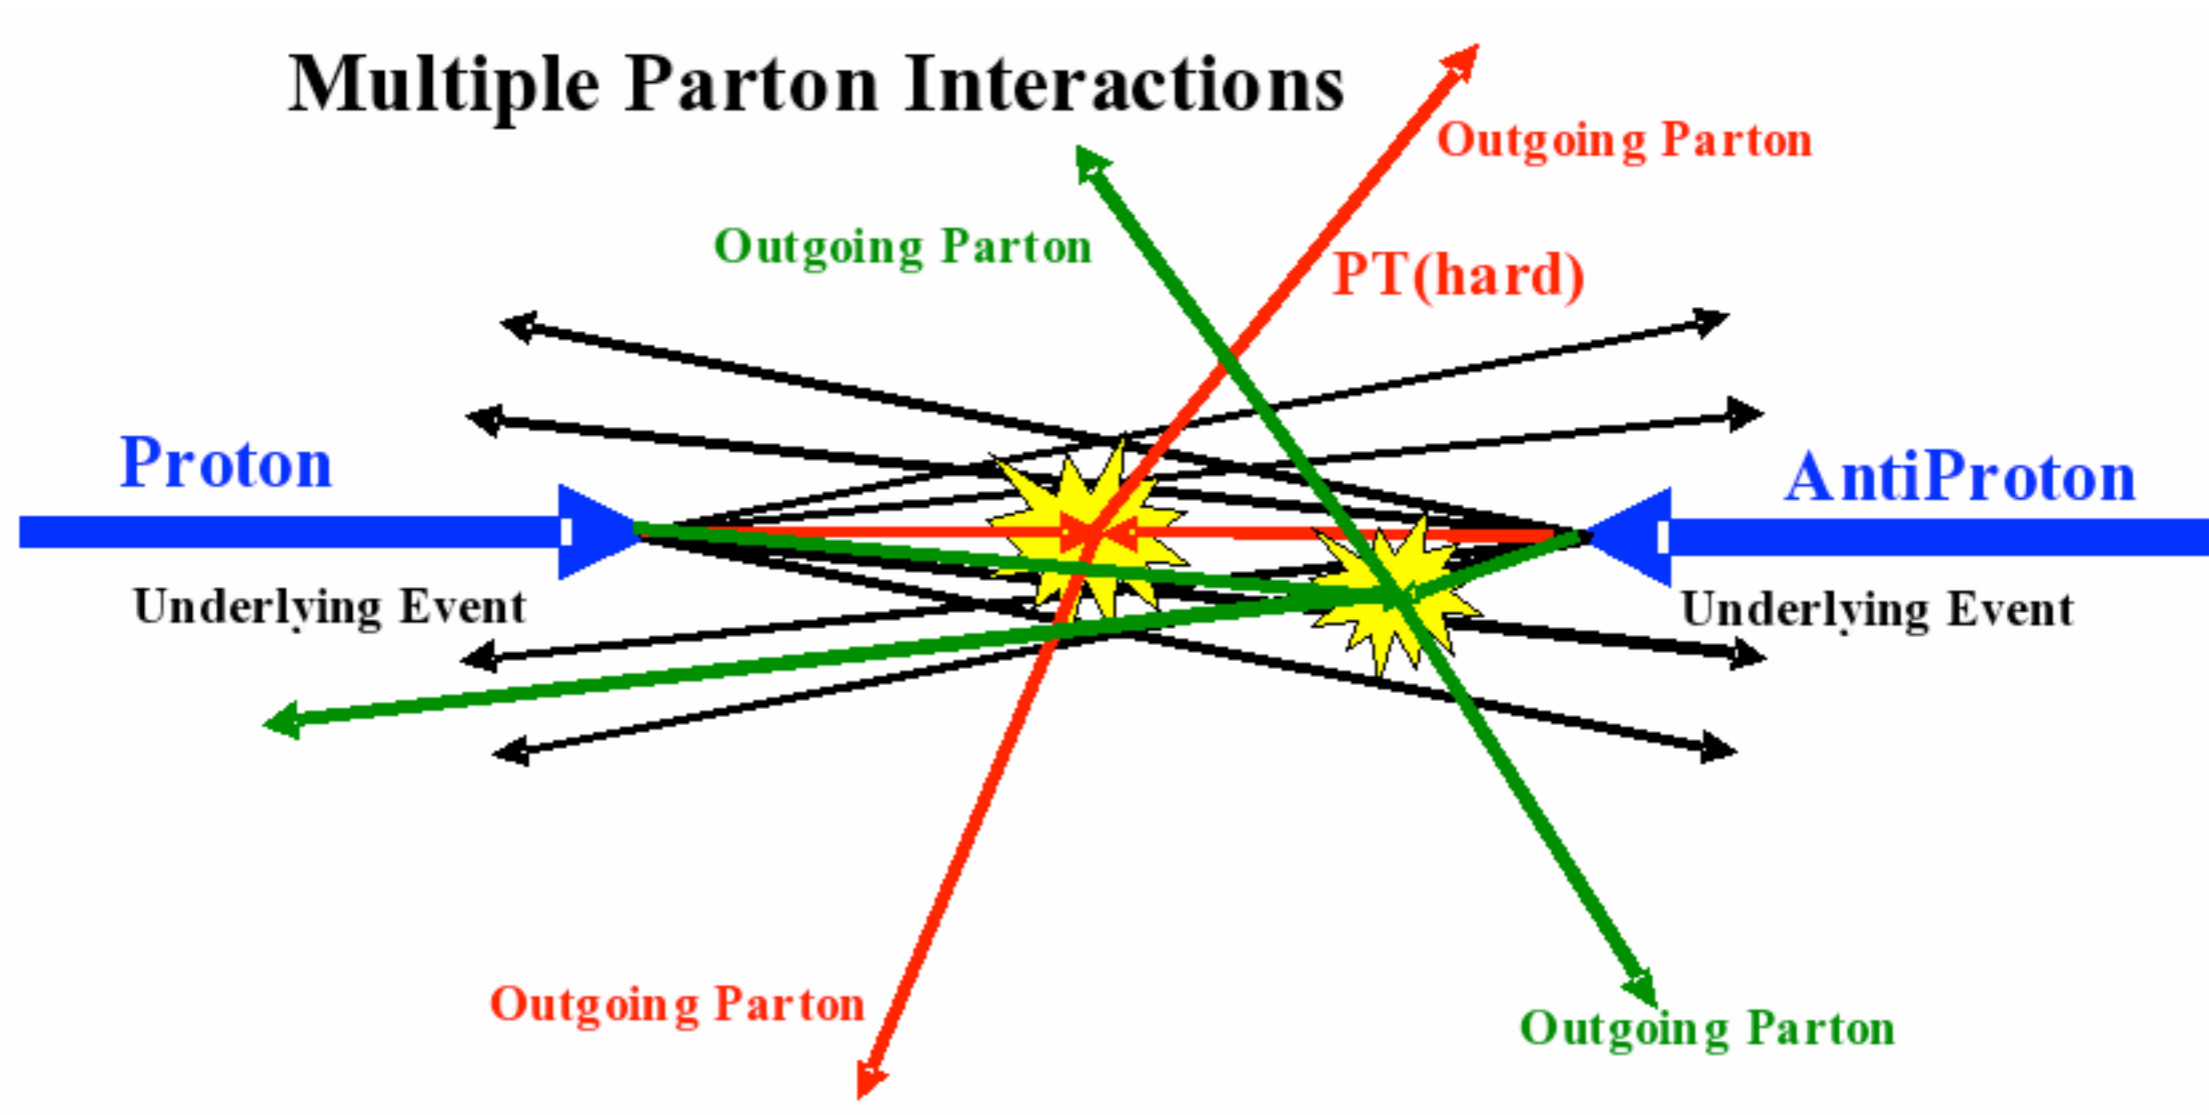 Multiple Parton Interactions
Outgoing Parton
Outgoing Parton
PT(hard)
Proton
AntiProton
Underlying Event
Underlying Event
Outgoing Parton
Outgoing Parton